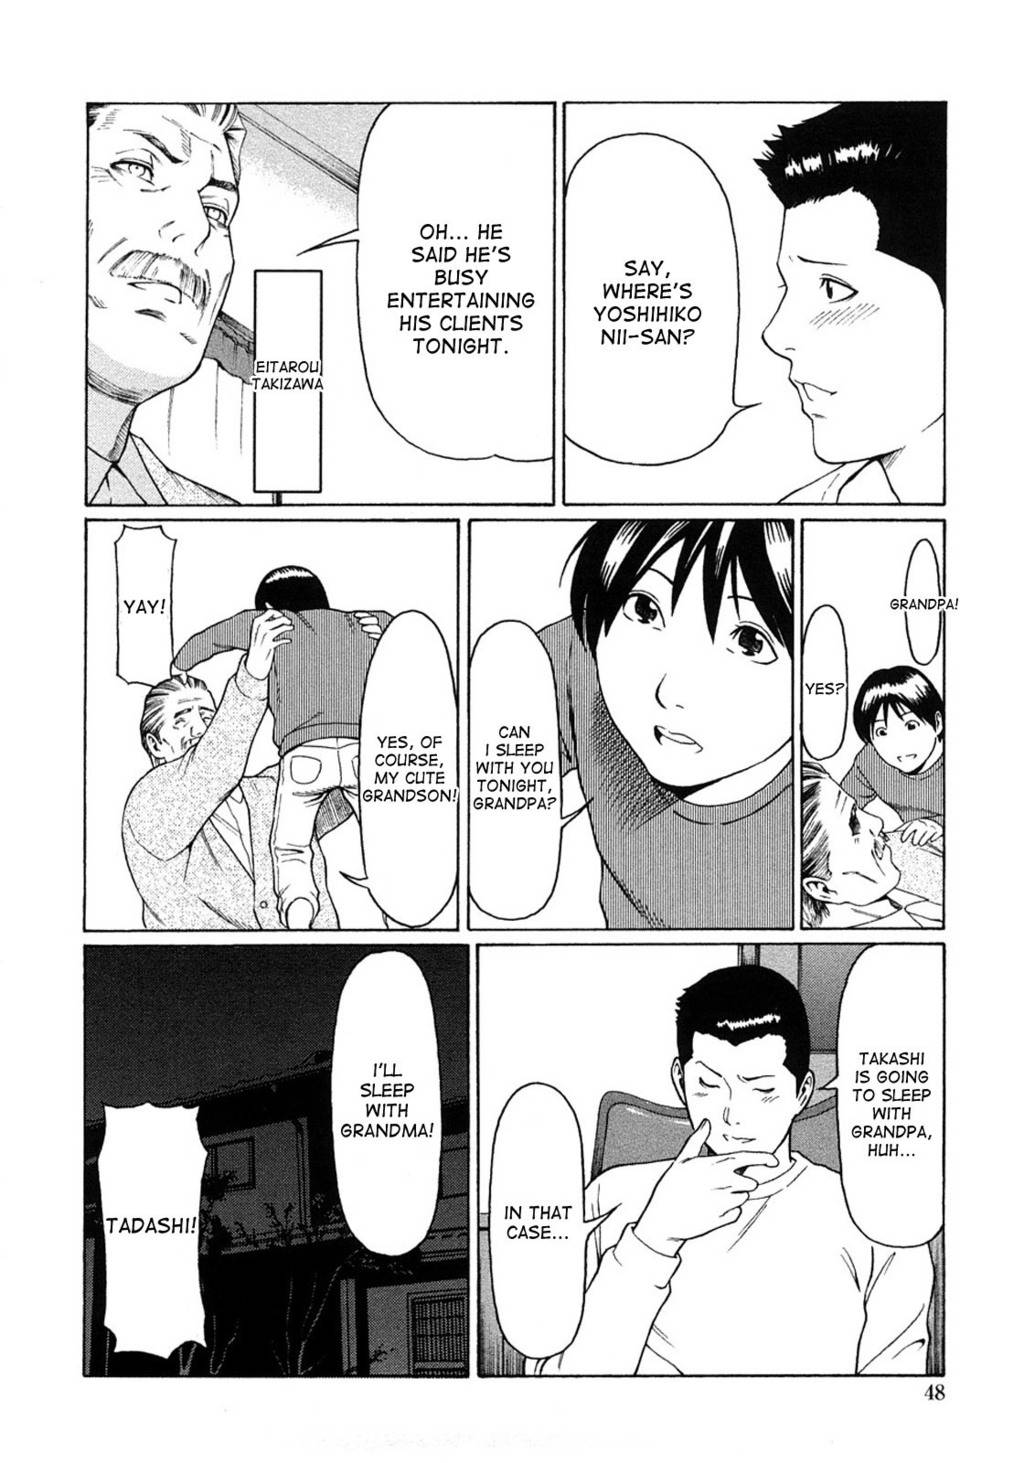 SAY,
WHERE'S
YOSHIHIKO
NII-SAN?
OH... HE
SAID HE'S
BUSY
ENTERTAINING
HIS CLIENTS
TONIGHT.
EITAROU
TAKIZAWA
GRANDPA!
YES?
CAN
I SLEEP
WITH YOU
TONIGHT,
GRANDPA?
YES, OF
COURSE,
MY CUTE
GRANDSON!
YAY!
TAKASHI
IS GOING
TO SLEEP
WITH
GRANDPA,
HUH...
IN THAT
CASE...
I'LL
SLEEP
WITH
GRANDMA!
TADASHI!
48